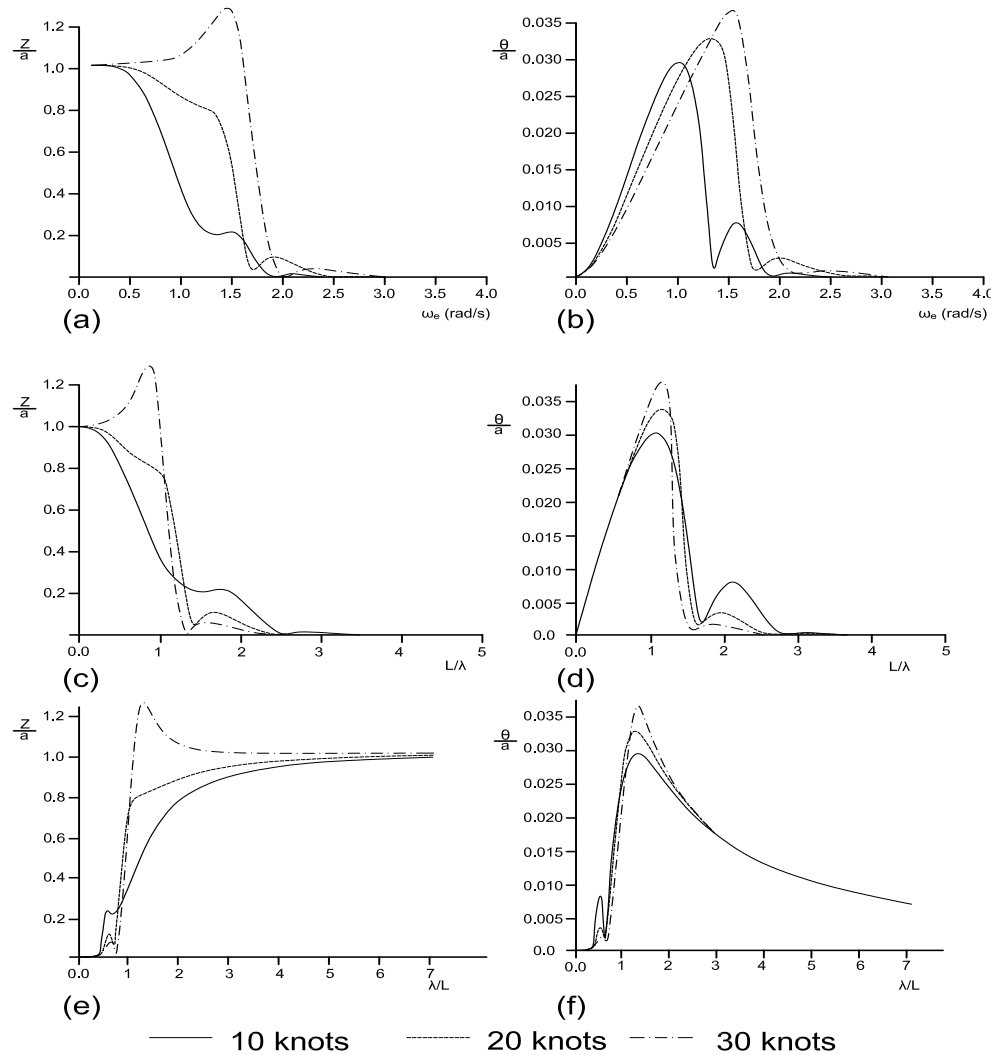 Z/a
1.2
1.0
0.8
0.6
0.4
0.2
0.0 0.5 1.0 1.5 2.0 2.5 3.0 3.5 4.0
ωe (rad/s)
(a)
θ/a
0.035
0.030
0.025
0.020
0.015
0.010
0.005
0 0.5 1.0 1.5 2.0 2.5 3.0 3.5 4.0
ωe (rad/s)
(b)
Z/a
1.2
1.0
0.8
0.6
0.4
0.2
0.0 1 2 3 4 5
L/λ
(c)
θ/a
0.035
0.030
0.025
0.020
0.015
0.010
0.005
0.0
0.0 1 2 3 4 5
L/λ
(d)
Z/a
1.2
1.0
0.8
0.6
0.4
0.2
0.0 1 2 3 4 5 6 7
λ/L
(e)
θ/a
0.035
0.030
0.025
0.020
0.015
0.010
0.005
0.0
0.0 1 2 3 4 5 6 7
λ/L
(f)
10 knots 20 knots 30 knots